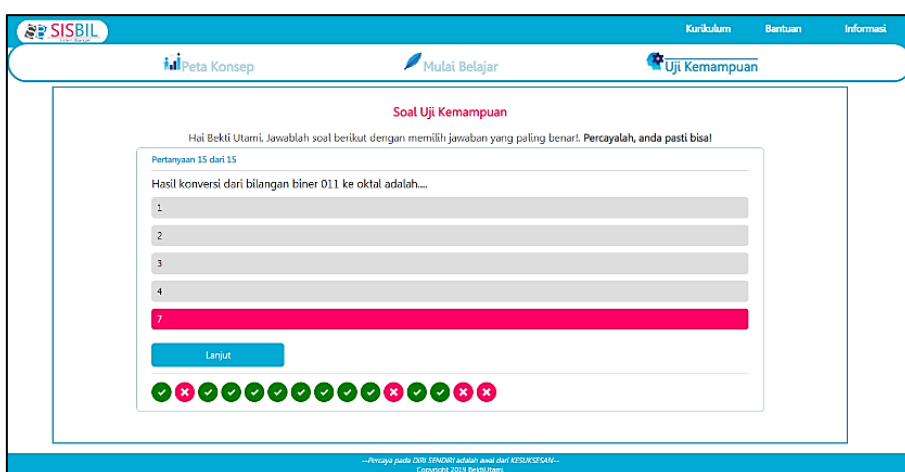 SISBIL
Kurikulum Bantuan Informasi
Peta Konsep Mulai Belajar Uji Kemampuan
Soal Uji Kemampuan
Hai Bekti Utami, Jawablah soal berikut dengan memilih jawaban yang paling benar!. Percayalah, anda pasti bisa!
Pertanyaan 15 dari 15
Hasil konversi dari bilangan biner 011 ke oktal adalah....
1
2
3
4
7
Lanjut
--Percaya pada DIRI SENDIRI adalah awal dari KESUKSESAN--
Copyright 2019 BektiUtami